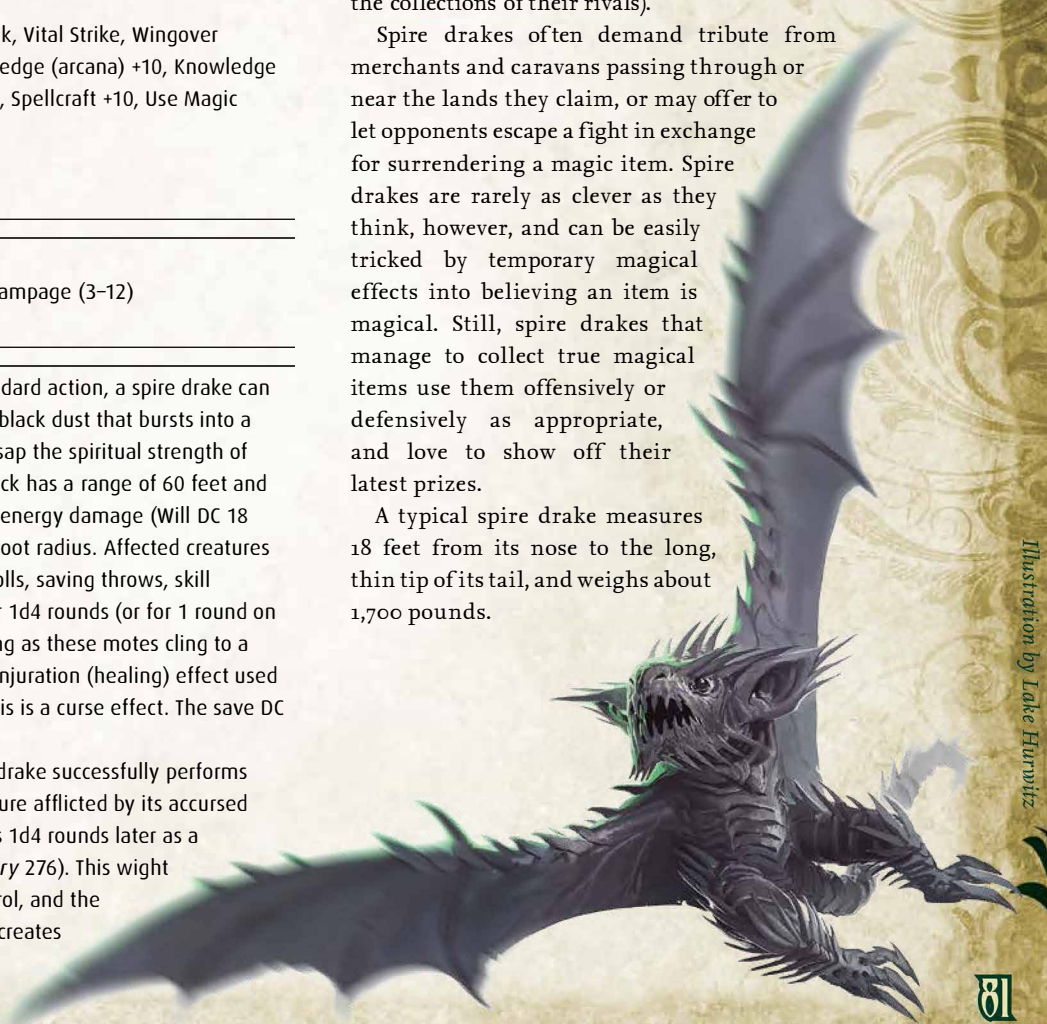 k, Vital Strike, Wingover
edge (arcana) +10, Knowledge
, Spellcraft +10, Use Magic
ampage (3–12)
dard action, a spire drake can
black dust that bursts into a
sap the spiritual strength of
ck has a range of 60 feet and
energy damage (Will DC 18
oot radius. Affected creatures
olls, saving throws, skill
r 1d4 rounds (or for 1 round on
ng as these motes cling to a
njuration (healing) effect used
is is a curse effect. The save DC
drake successfully performs
ure afflicted by its accursed
s 1d4 rounds later as a
ry 276). This wight
rol, and the
creates
the collections of their rivals).
Spire drakes often demand tribute from
merchants and caravans passing through or
near the lands they claim, or may offer to
let opponents escape a fight in exchange
for surrendering a magic item. Spire
drakes are rarely as clever as they
think, however, and can be easily
tricked by temporary magical
effects into believing an item is
magical. Still, spire drakes that
manage to collect true magical
items use them offensively or
defensively as appropriate,
and love to show off their
latest prizes.
A typical spire drake measures
18 feet from its nose to the long,
thin tip of its tail, and weighs about
1,700 pounds.
Illustration by Lake Hurwitz
81